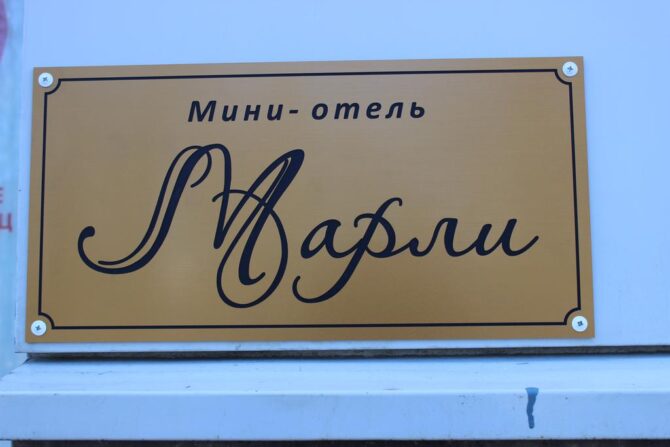 Мини-отель
Марли
Е
Ц